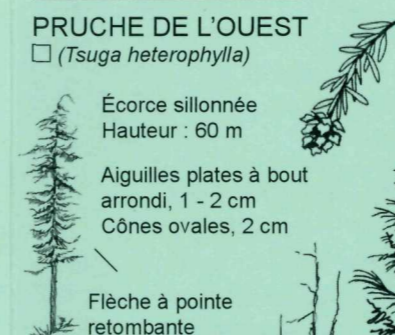 PRUCHE DE L'OUEST
(Tsuga heterophylla)
Écorce sillonnée
Hauteur : 60 m
Aiguilles plates à bout
arrondi, 1 - 2 cm
Cônes ovales, 2 cm
Flèche à pointe
retombante